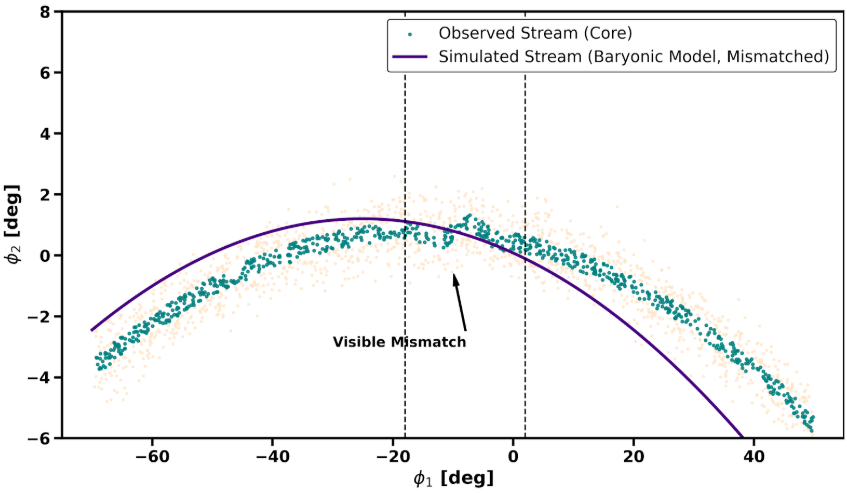 8
6
4
2
0
−2
−4
−6
Observed Stream (Core)
Simulated Stream (Baryonic Model, Mismatched)
Visible Mismatch
−60 −40 −20 0 20 40
ϕ1 [deg]
ϕ2 [deg]